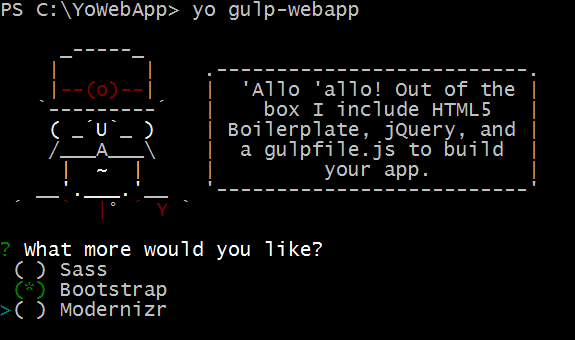 PS C:\YoWebApp> yo gulp-webapp
'Allo 'allo! Out of the
box I include HTML5
Boilerplate, jQuery, and
a gulpfile.js to build
your app.
? What more would you like?
( ) Sass
(*) Bootstrap
>( ) Modernizr